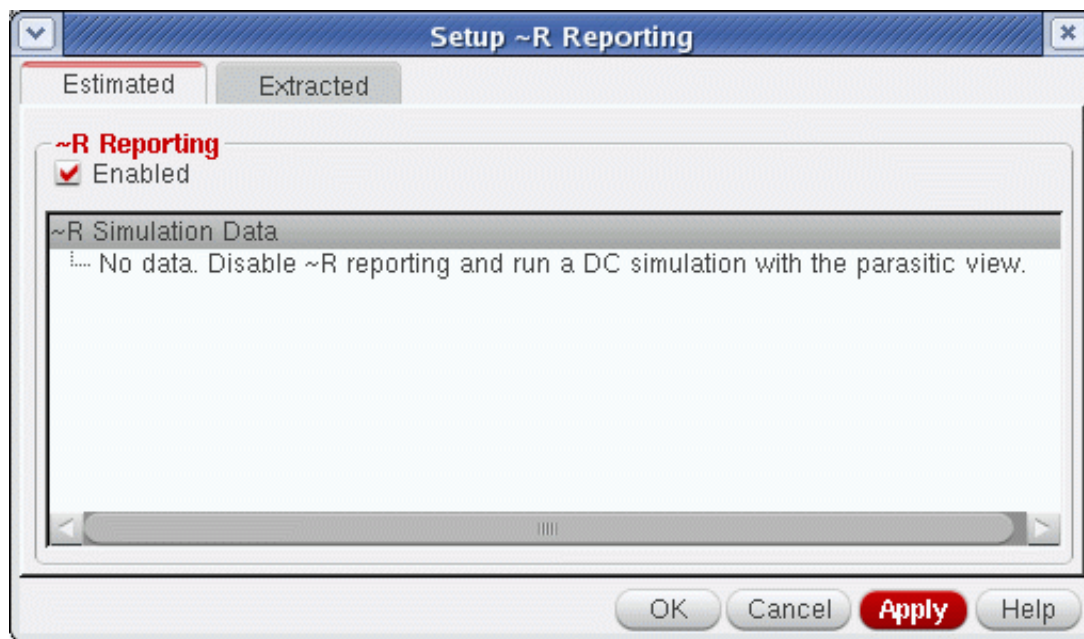 Setup ~R Reporting
Estimated
Extracted
~R Reporting
Enabled
~R Simulation Data
No data. Disable ~R reporting and run a DC simulation with the parasitic view.
OK
Cancel
Apply
Help